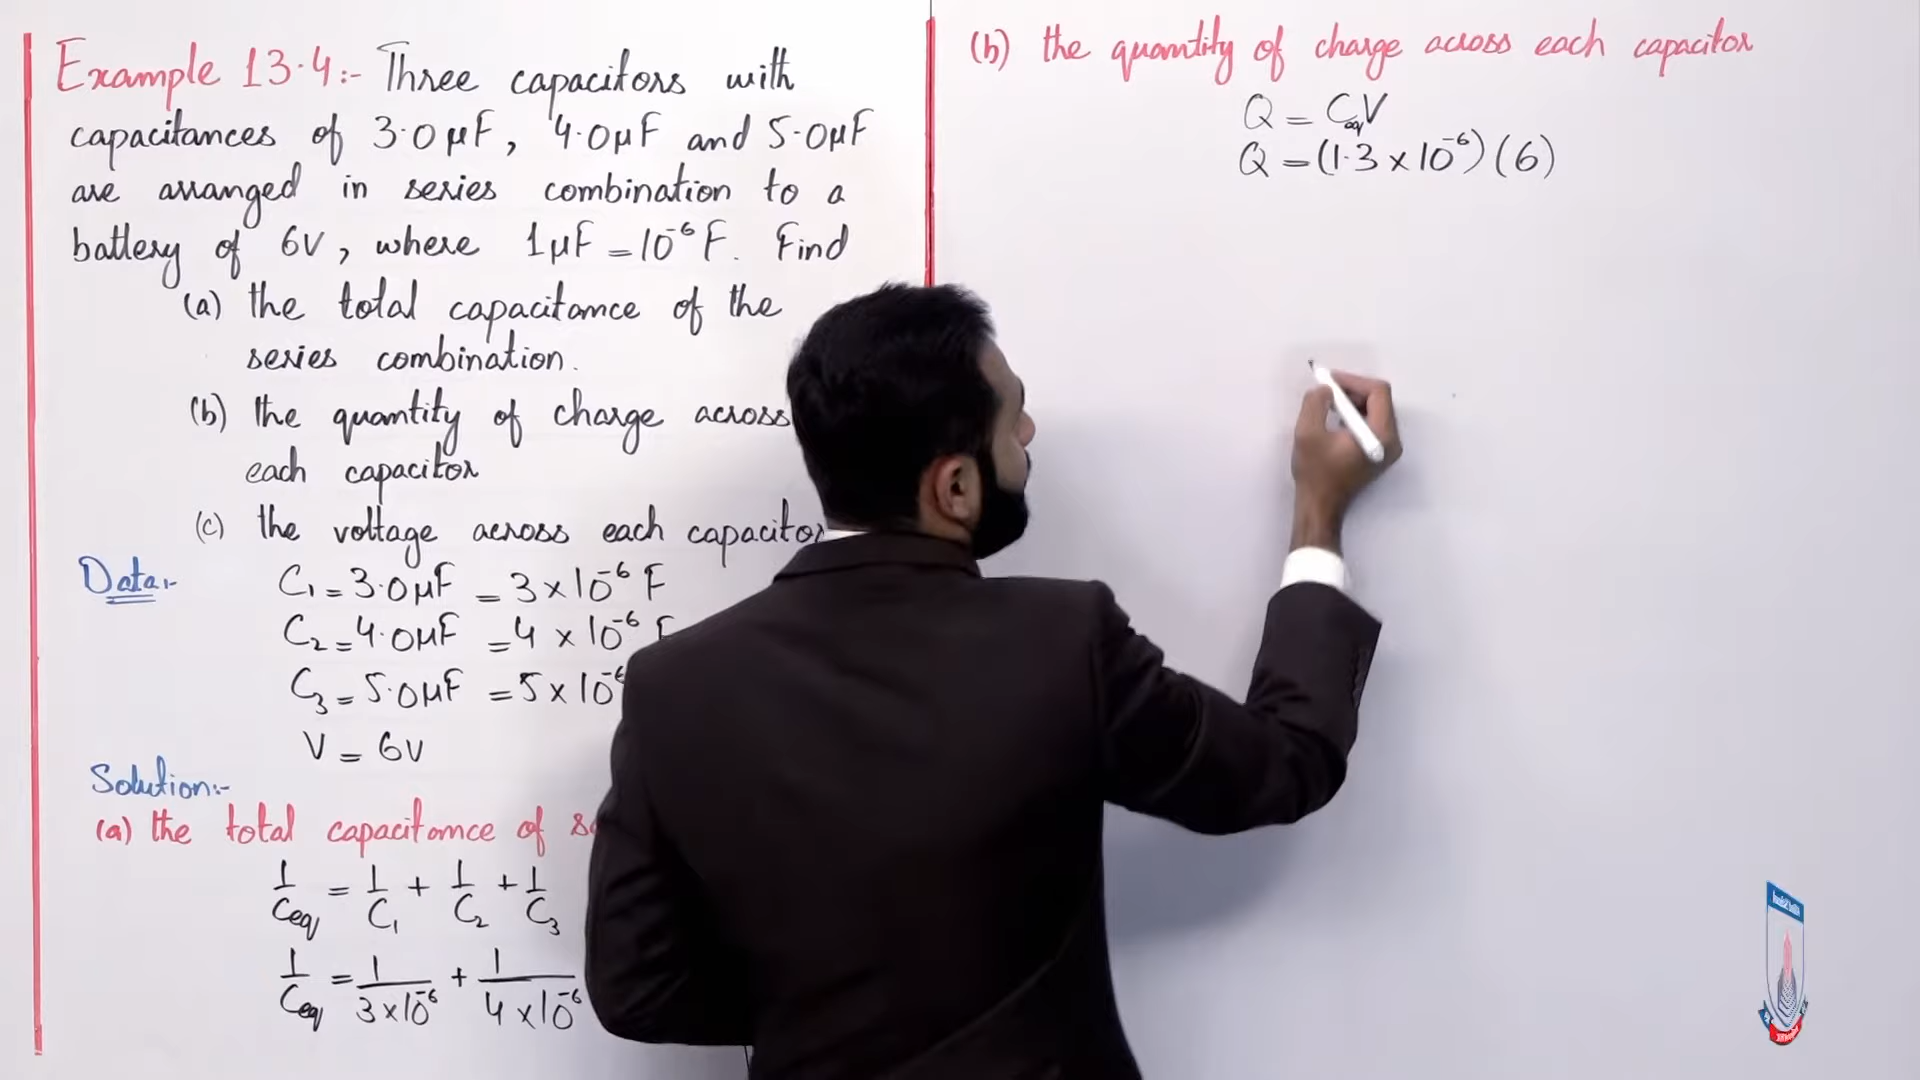 Example 13.4:- Three capacitors with
capacitances of 3.0μF, 4.0μF and 5.0μF
are arranged in series combination to a
battery of 6V, where 1μF = 10⁻⁶ F. Find
(a) the total capacitance of the
series combination.
(b) the quantity of charge across
each capacitor
(c) the voltage across each capacitor
Data:-
C₁ = 3.0μF = 3 × 10⁻⁶ F
C₂ = 4.0μF = 4 × 10⁻⁶ F
C₃ = 5.0μF = 5 × 10⁻⁶
V = 6V
Solution:-
(a) the total capacitance of
1/Ceq = 1/C₁ + 1/C₂ + 1/C₃
1/Ceq = 1/3×10⁻⁶ + 1/4×10⁻⁶
(b) the quantity of charge across each capacitor
Q = CeqV
Q = (1.3 × 10⁻⁶) (6)